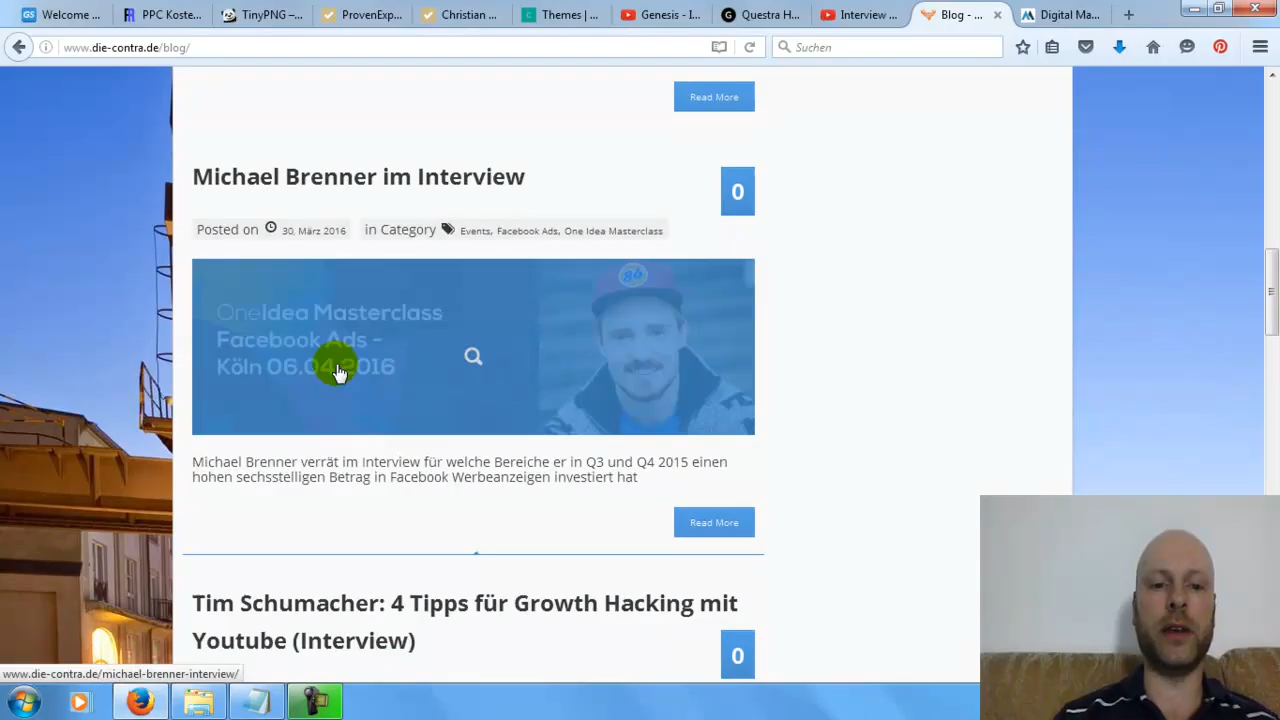 Welcome ...
PPC Koste...
TinyPNG –...
ProvenExp...
Christian ...
Themes | ...
Genesis - I...
Questra H...
Interview ...
Blog - ...
Digital Ma...
www.die-contra.de/blog/
Suchen
Read More
Michael Brenner im Interview
0
Posted on 30, März 2016 in Category Events, Facebook Ads, One Idea Masterclass
OneIdea Masterclass
Facebook Ads -
Köln 06.04.2016
Michael Brenner verrät im Interview für welche Bereiche er in Q3 und Q4 2015 einen
hohen sechsstelligen Betrag in Facebook Werbeanzeigen investiert hat
Read More
Tim Schumacher: 4 Tipps für Growth Hacking mit
Youtube (Interview)
0
www.die-contra.de/michael-brenner-interview/